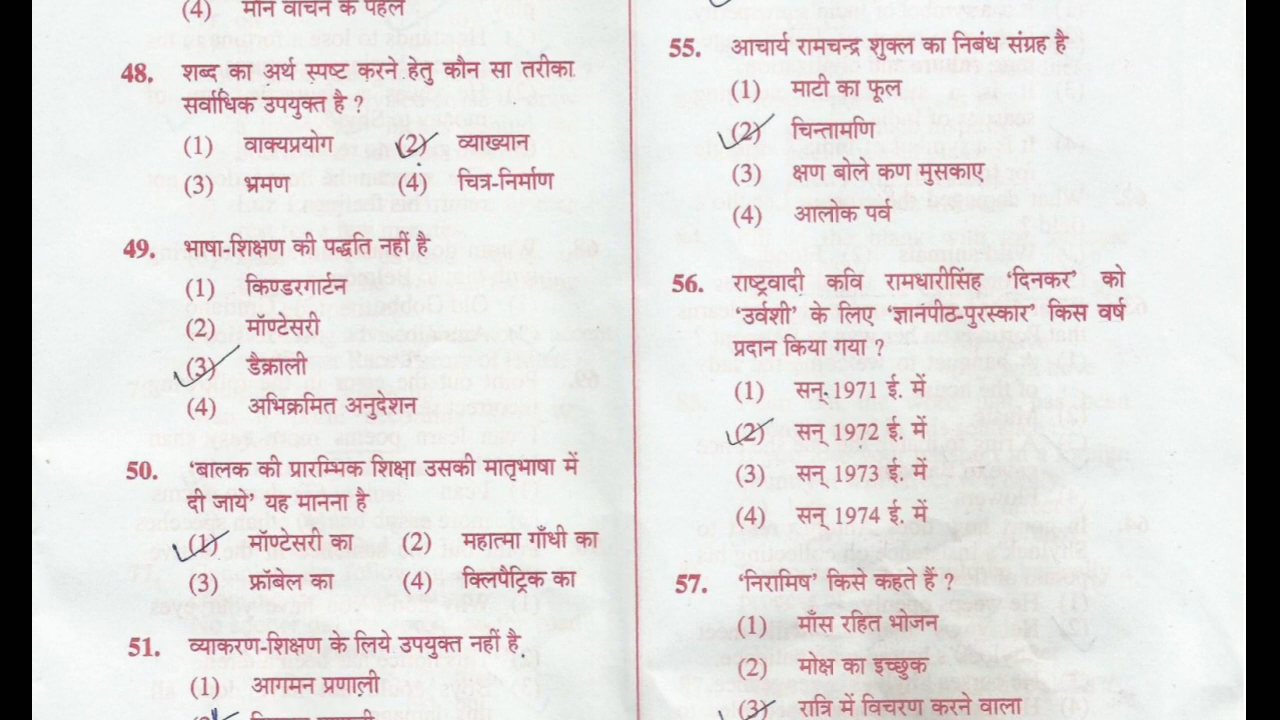 (4) मौन वाचन के पहले
48. शब्द का अर्थ स्पष्ट करने हेतु कौन सा तरीका
सर्वाधिक उपयुक्त है ?
(1) वाक्यप्रयोग (2) व्याख्यान
(3) भ्रमण (4) चित्र-निर्माण
49. भाषा-शिक्षण की पद्धति नहीं है
(1) किण्डरगार्टन
(2) मॉण्टेसरी
(3) डैक्राली
(4) अभिक्रमित अनुदेशन
50. 'बालक की प्रारम्भिक शिक्षा उसकी मातृभाषा में
दी जाये' यह मानना है
(1) मॉण्टेसरी का (2) महात्मा गाँधी का
(3) फ्रॉबेल का (4) क्लिपैट्रिक का
51. व्याकरण-शिक्षण के लिये उपयुक्त नहीं है
(1) आगमन प्रणाली
55. आचार्य रामचन्द्र शुक्ल का निबंध संग्रह है
(1) माटी का फूल
(2) चिन्तामणि
(3) क्षण बोले कण मुसकाए
(4) आलोक पर्व
56. राष्ट्रवादी कवि रामधारीसिंह 'दिनकर' को
'उर्वशी' के लिए 'ज्ञानपीठ-पुरस्कार' किस वर्ष
प्रदान किया गया ?
(1) सन् 1971 ई. में
(2) सन् 1972 ई. में
(3) सन् 1973 ई. में
(4) सन् 1974 ई. में
57. 'निरामिष' किसे कहते हैं ?
(1) माँस रहित भोजन
(2) मोक्ष का इच्छुक
(3) रात्रि में विचरण करने वाला